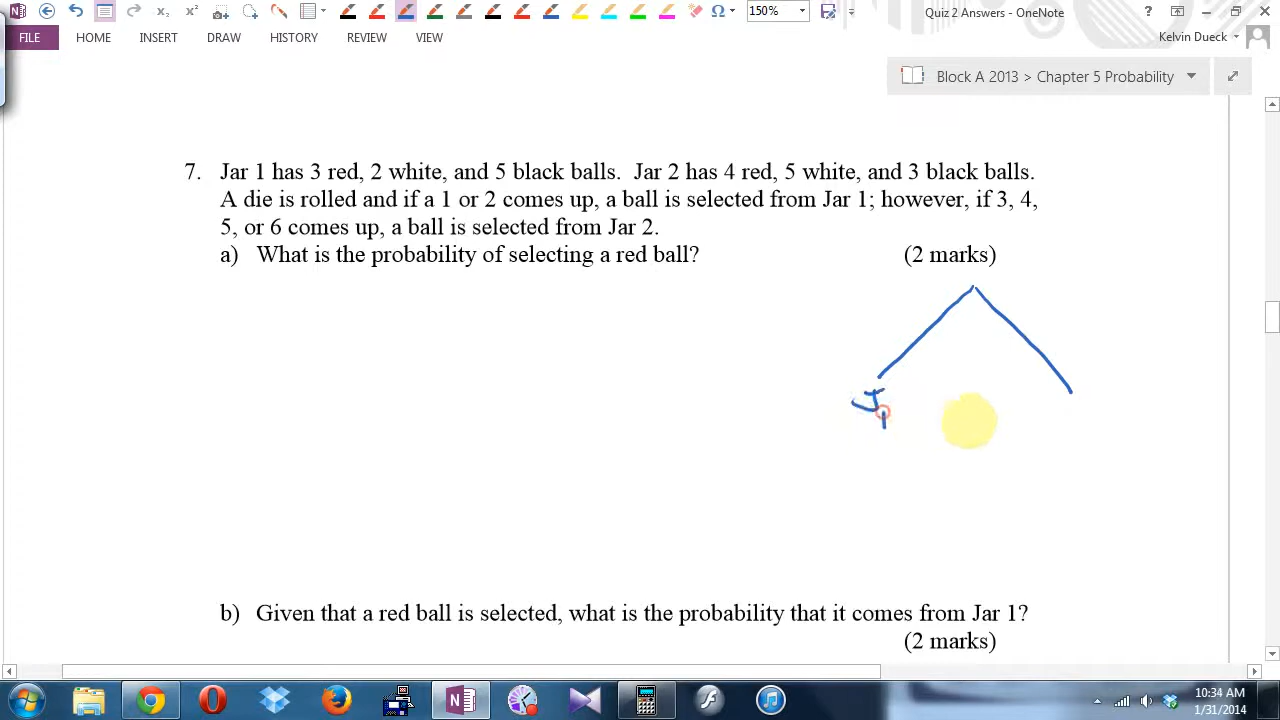 150%
Quiz 2 Answers - OneNote
?
FILE
HOME
INSERT
DRAW
HISTORY
REVIEW
VIEW
Kelvin Dueck
Block A 2013 > Chapter 5 Probability
7. Jar 1 has 3 red, 2 white, and 5 black balls. Jar 2 has 4 red, 5 white, and 3 black balls.
A die is rolled and if a 1 or 2 comes up, a ball is selected from Jar 1; however, if 3, 4,
5, or 6 comes up, a ball is selected from Jar 2.
a) What is the probability of selecting a red ball? (2 marks)
J1
b) Given that a red ball is selected, what is the probability that it comes from Jar 1?
(2 marks)
10:34 AM
1/31/2014